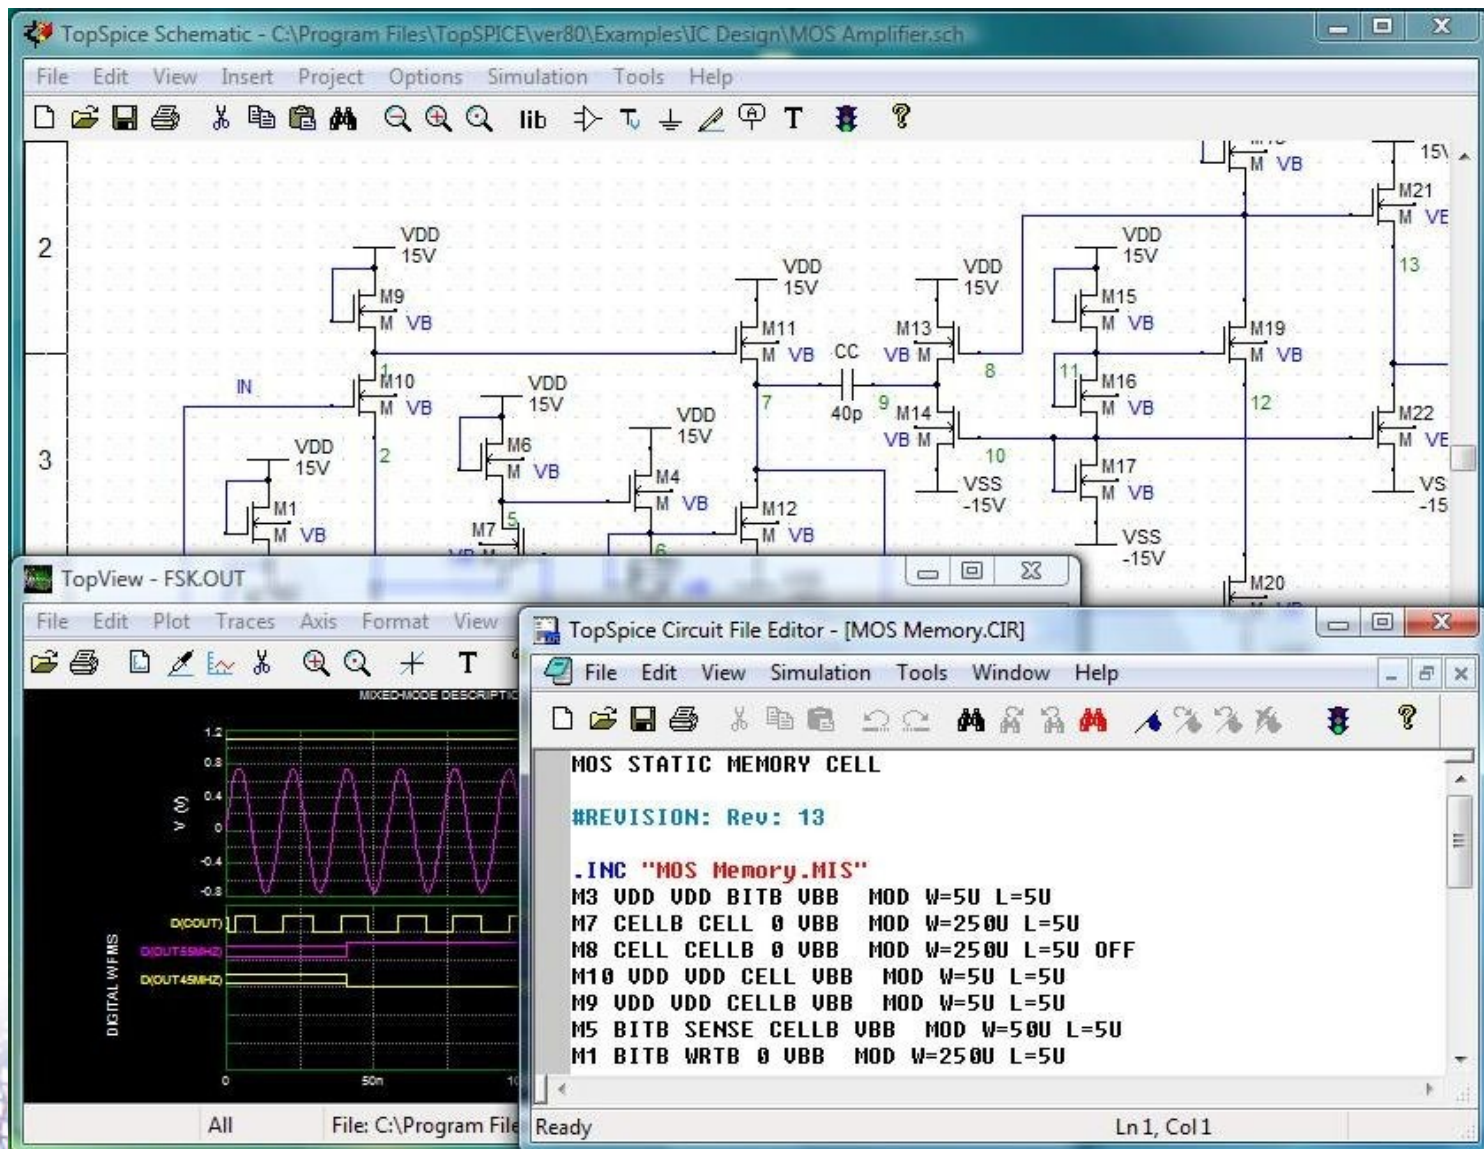 TopSpice Schematic - C:\Program Files\TopSPICE\ver80\Examples\IC Design\MOS Amplifier.sch
File Edit View Insert Project Options Simulation Tools Help
lib A T ?
M VB
15V
M21
M VB
2
VDD
15V
VDD
15V
13
VDD
15V
VDD
15V
M9
M VB
M15
M VB
M11
M VB
CC
M13
VB M
M19
M VB
1
8
11
IN
M10
M VB
VDD
15V
7
40p
9
M16
M VB
12
VDD
15V
M14
VB M
M22
3
VDD
15V
2
M6
M VB
10
M17
M VB
M4
M VB
VSS
-15V
VSS
-15V
M1
M VB
5
M7
M12
M VB
6
VSS
-15V
M20
TopView - FSK.OUT
File Edit Plot Traces Axis Format View
T
1.2
0.8
0.4
0
-0.4
-0.8
V (V)
D(COUT)
D(OUT55MHZ)
D(OUT45MHZ)
DIGITAL WFMS
0 50n
All File: C:\Program
TopSpice Circuit File Editor - [MOS Memory.CIR]
File Edit View Simulation Tools Window Help
?
MOS STATIC MEMORY CELL
#REVISION: Rev: 13
.INC "MOS Memory.MIS"
M3 VDD VDD BITB VBB MOD W=5U L=5U
M7 CELLB CELL 0 VBB MOD W=250U L=5U
M8 CELL CELLB 0 VBB MOD W=250U L=5U OFF
M10 VDD VDD CELL VBB MOD W=5U L=5U
M9 VDD VDD CELLB VBB MOD W=5U L=5U
M5 BITB SENSE CELLB VBB MOD W=50U L=5U
M1 BITB WRTB 0 VBB MOD W=250U L=5U
Ready Ln 1, Col 1